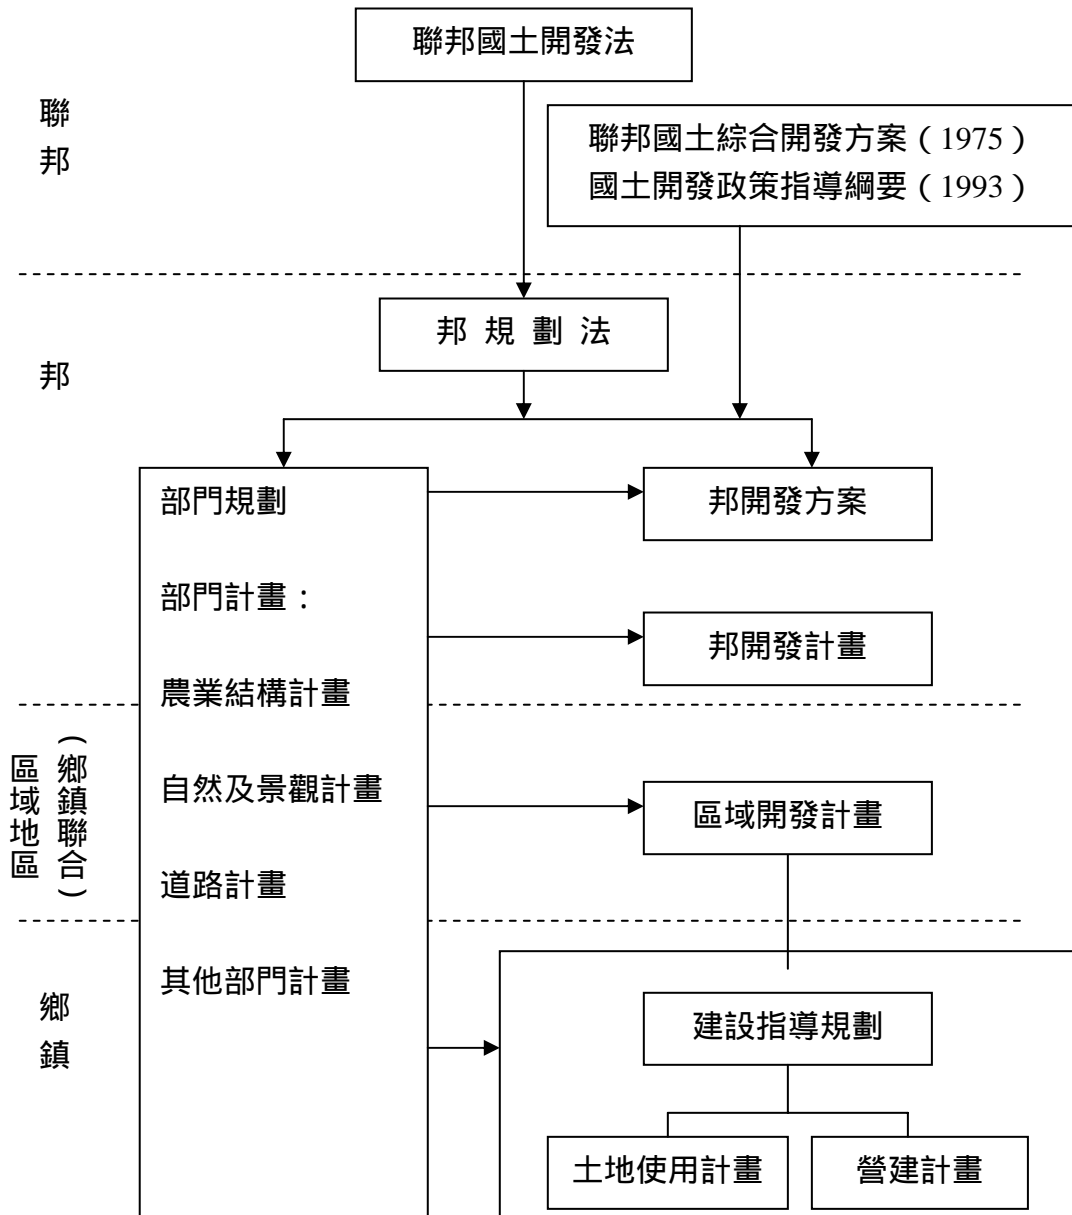 聯邦國土開發法
聯邦
聯邦國土綜合開發方案（1975）
國土開發政策指導綱要（1993）
邦規劃法
邦
部門規劃
邦開發方案
部門計畫：
邦開發計畫
農業結構計畫
區域地區
（鄉鎮聯合）
自然及景觀計畫
區域開發計畫
道路計畫
其他部門計畫
鄉鎮
建設指導規劃
土地使用計畫
營建計畫